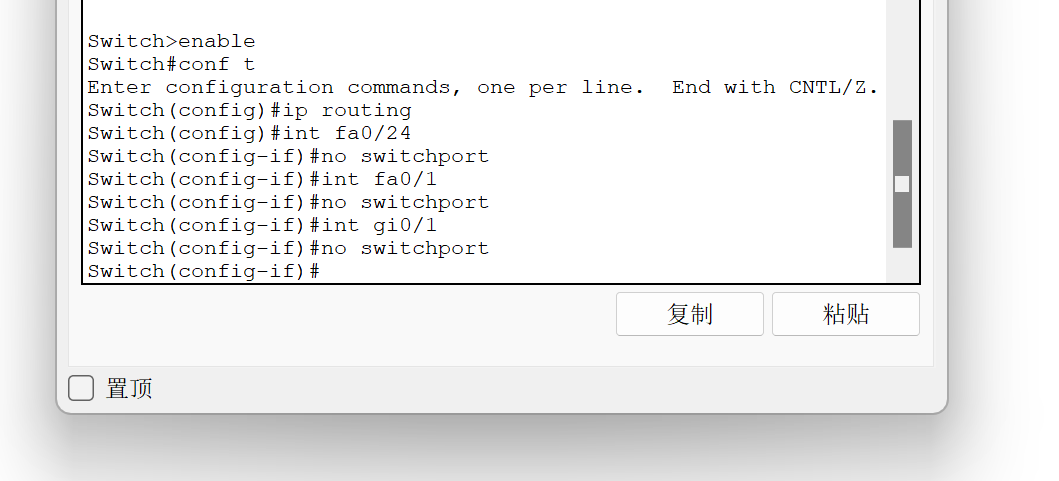 Switch>enable
Switch#conf t
Enter configuration commands, one per line.  End with CNTL/Z.
Switch(config)#ip routing
Switch(config)#int fa0/24
Switch(config-if)#no switchport
Switch(config-if)#int fa0/1
Switch(config-if)#no switchport
Switch(config-if)#int gi0/1
Switch(config-if)#no switchport
Switch(config-if)#
复制 粘贴
置顶